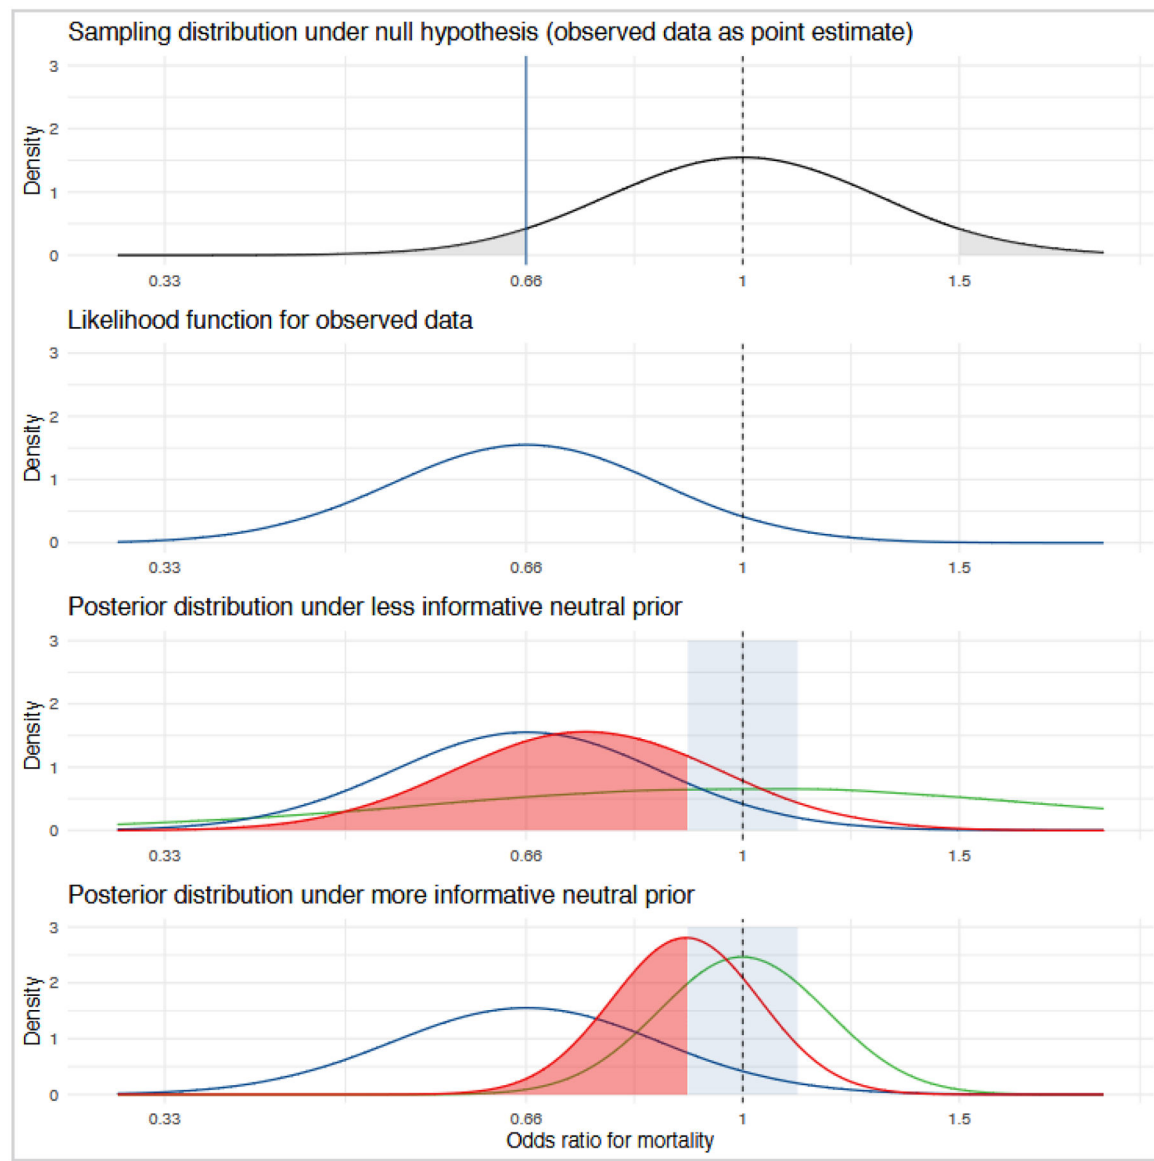 Sampling distribution under null hypothesis (observed data as point estimate)
3
2
1
0
Density
0.33 0.66 1 1.5
Likelihood function for observed data
3
2
1
0
Density
0.33 0.66 1 1.5
Posterior distribution under less informative neutral prior
3
2
1
0
Density
0.33 0.66 1 1.5
Posterior distribution under more informative neutral prior
3
2
1
0
Density
0.33 0.66 1 1.5
Odds ratio for mortality